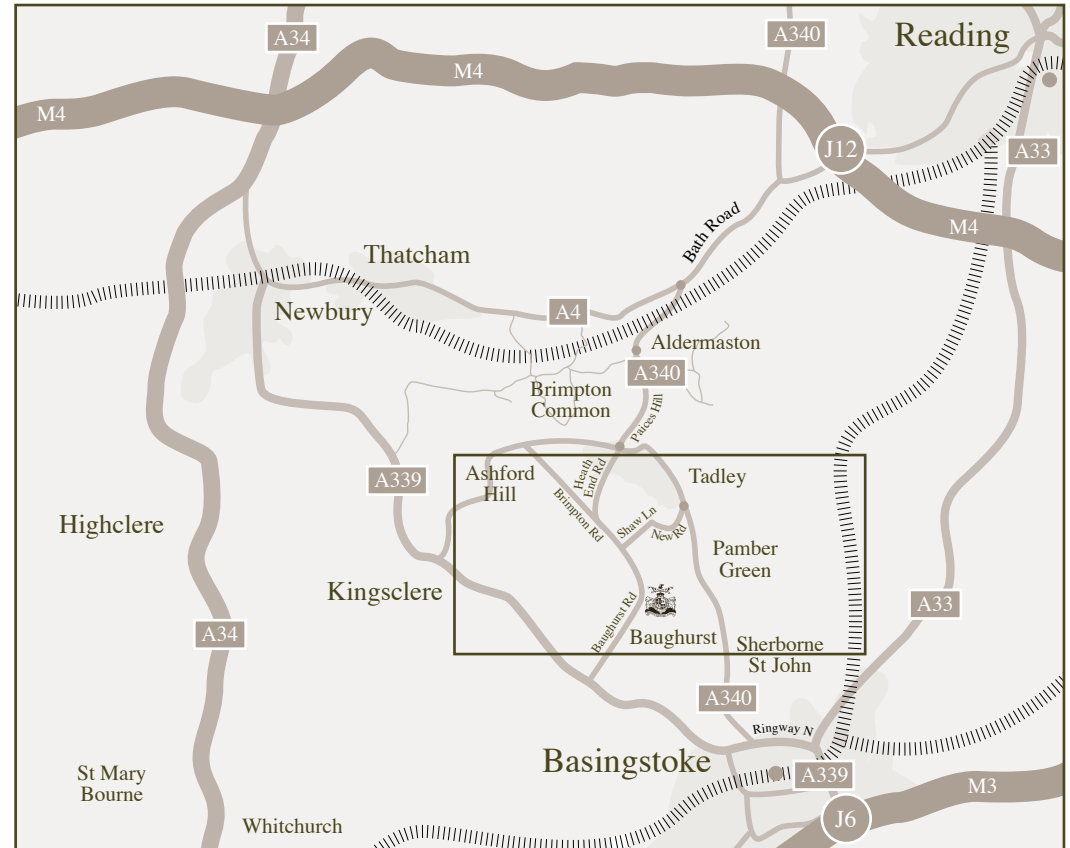 A34
A340
Reading
M4
M4
J12
A33
M4
Bath Road
Thatcham
Newbury
A4
Aldermaston
A340
Brimpton
Common
Paices Hill
A339
Ashford
Hill
Heath
End Rd
Tadley
Brimpton Rd
Shaw Ln
New Rd
Highclere
Pamber
Green
Kingsclere
Baughurst Rd
A33
A34
Baughurst
Sherborne
St John
A340
Ringway N
Basingstoke
A339
St Mary
Bourne
M3
J6
Whitchurch